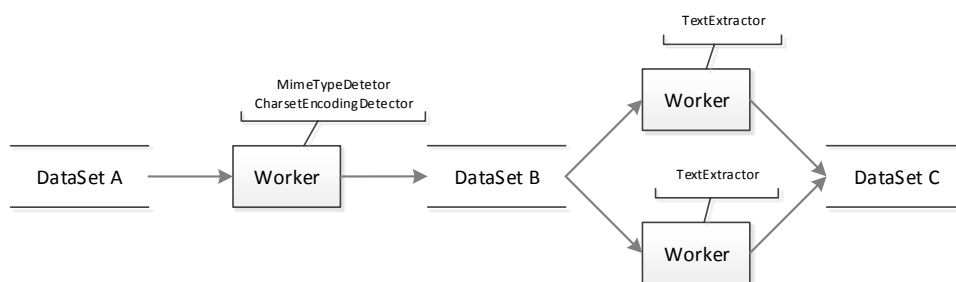 TextExtractor
Worker
MimeTypeDetetor
CharsetEncodingDetector
DataSet A
Worker
DataSet B
TextExtractor
DataSet C
Worker